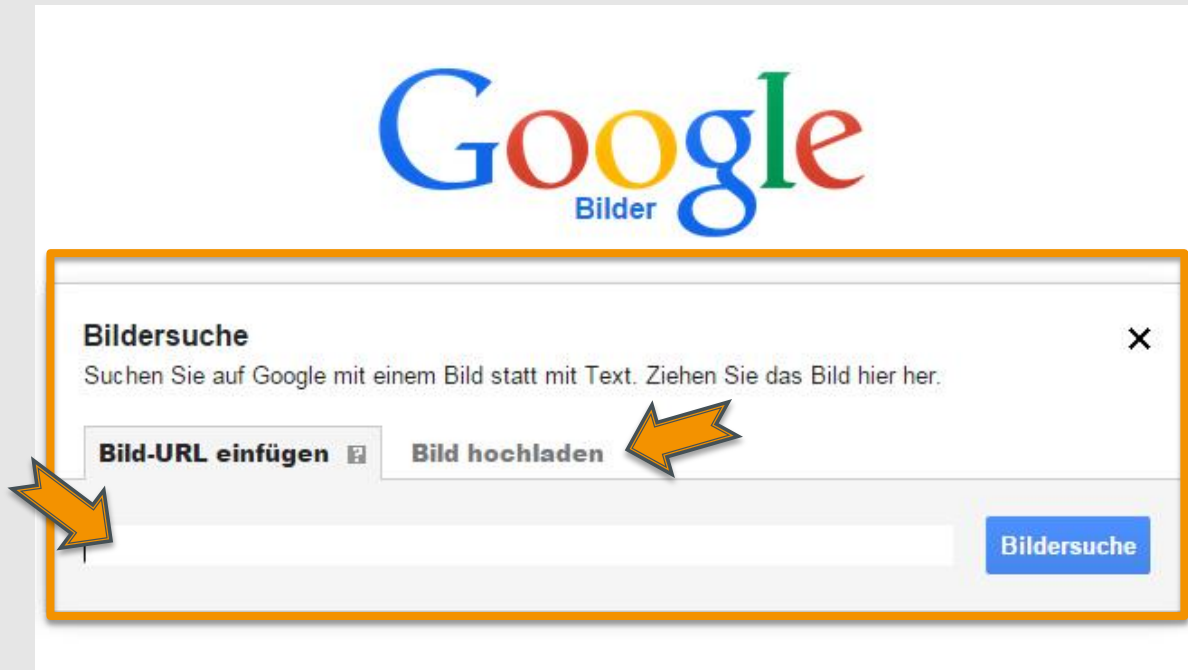 Google
Bilder
Bildersuche
Suchen Sie auf Google mit einem Bild statt mit Text. Ziehen Sie das Bild hier her.
Bild-URL einfügen ? Bild hochladen
Bildersuche